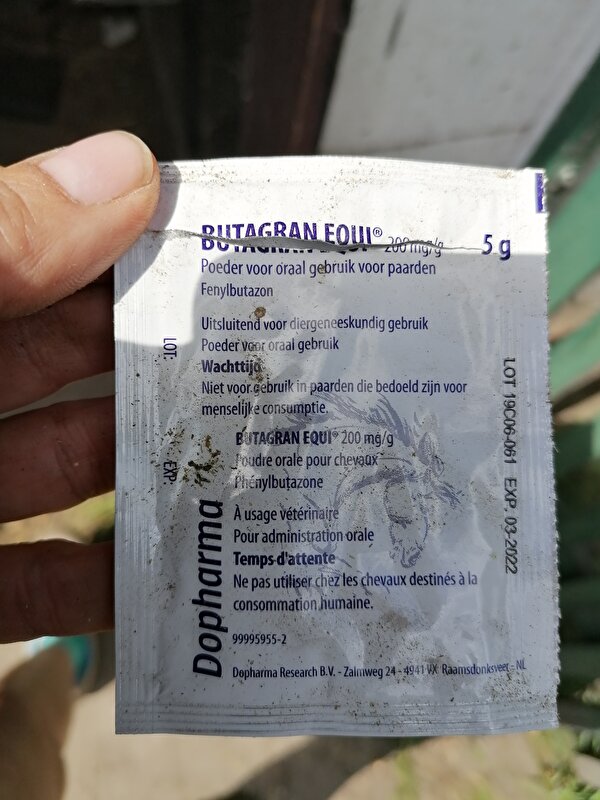 BUTAGRAN EQUI® 200 mg/g 5 g
Poeder voor oraal gebruik voor paarden
Fenylbutazon
Uitsluitend voor diergeneeskundig gebruik
Poeder voor oraal gebruik
Wachttijd
Niet voor gebruik in paarden die bedoeld zijn voor
menselijke consumptie.
BUTAGRAN EQUI® 200 mg/g
Poudre orale pour chevaux
Phénylbutazone
À usage vétérinaire
Pour administration orale
Temps d'attente
Ne pas utiliser chez les chevaux destinés à la
consommation humaine.
99995955-2
Dopharma Research B.V. - Zalmweg 24 - 4941 VX Raamsdonksveer - NL
Dopharma
LOT:
EXP:
LOT 19C06-061 EXP 03-2022